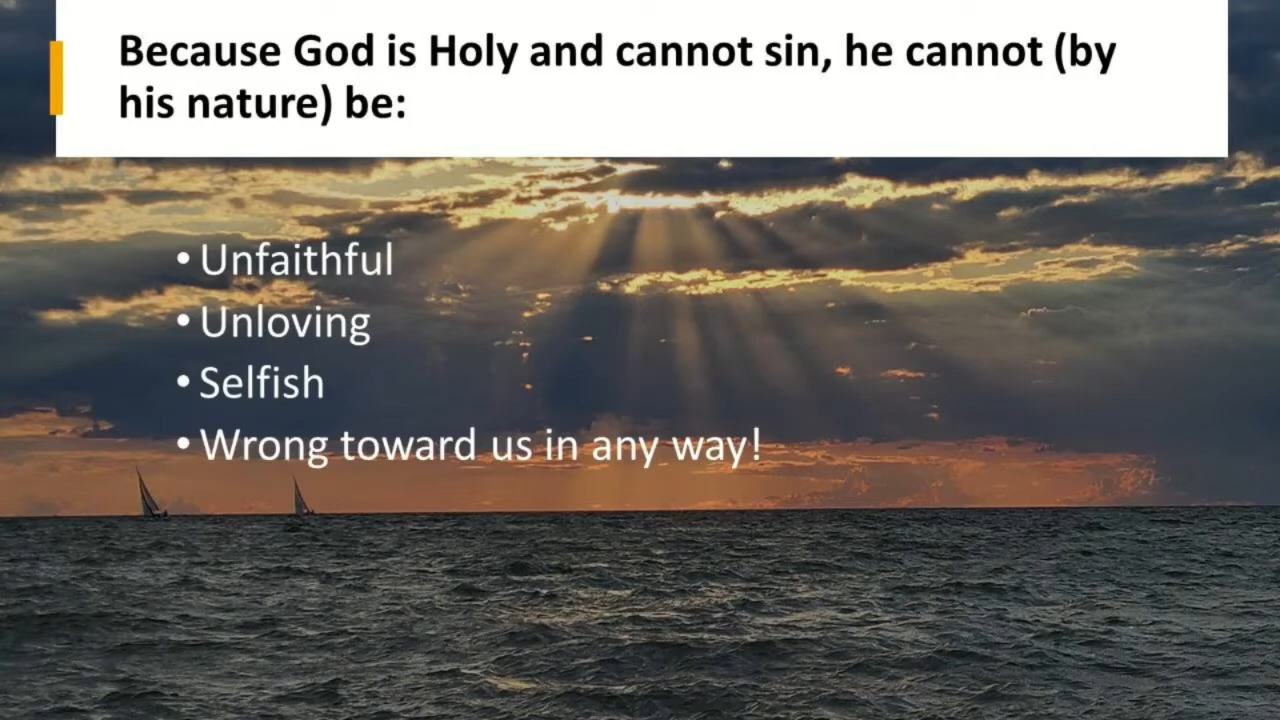 Because God is Holy and cannot sin, he cannot (by
his nature) be:
• Unfaithful
• Unloving
• Selfish
• Wrong toward us in any way!